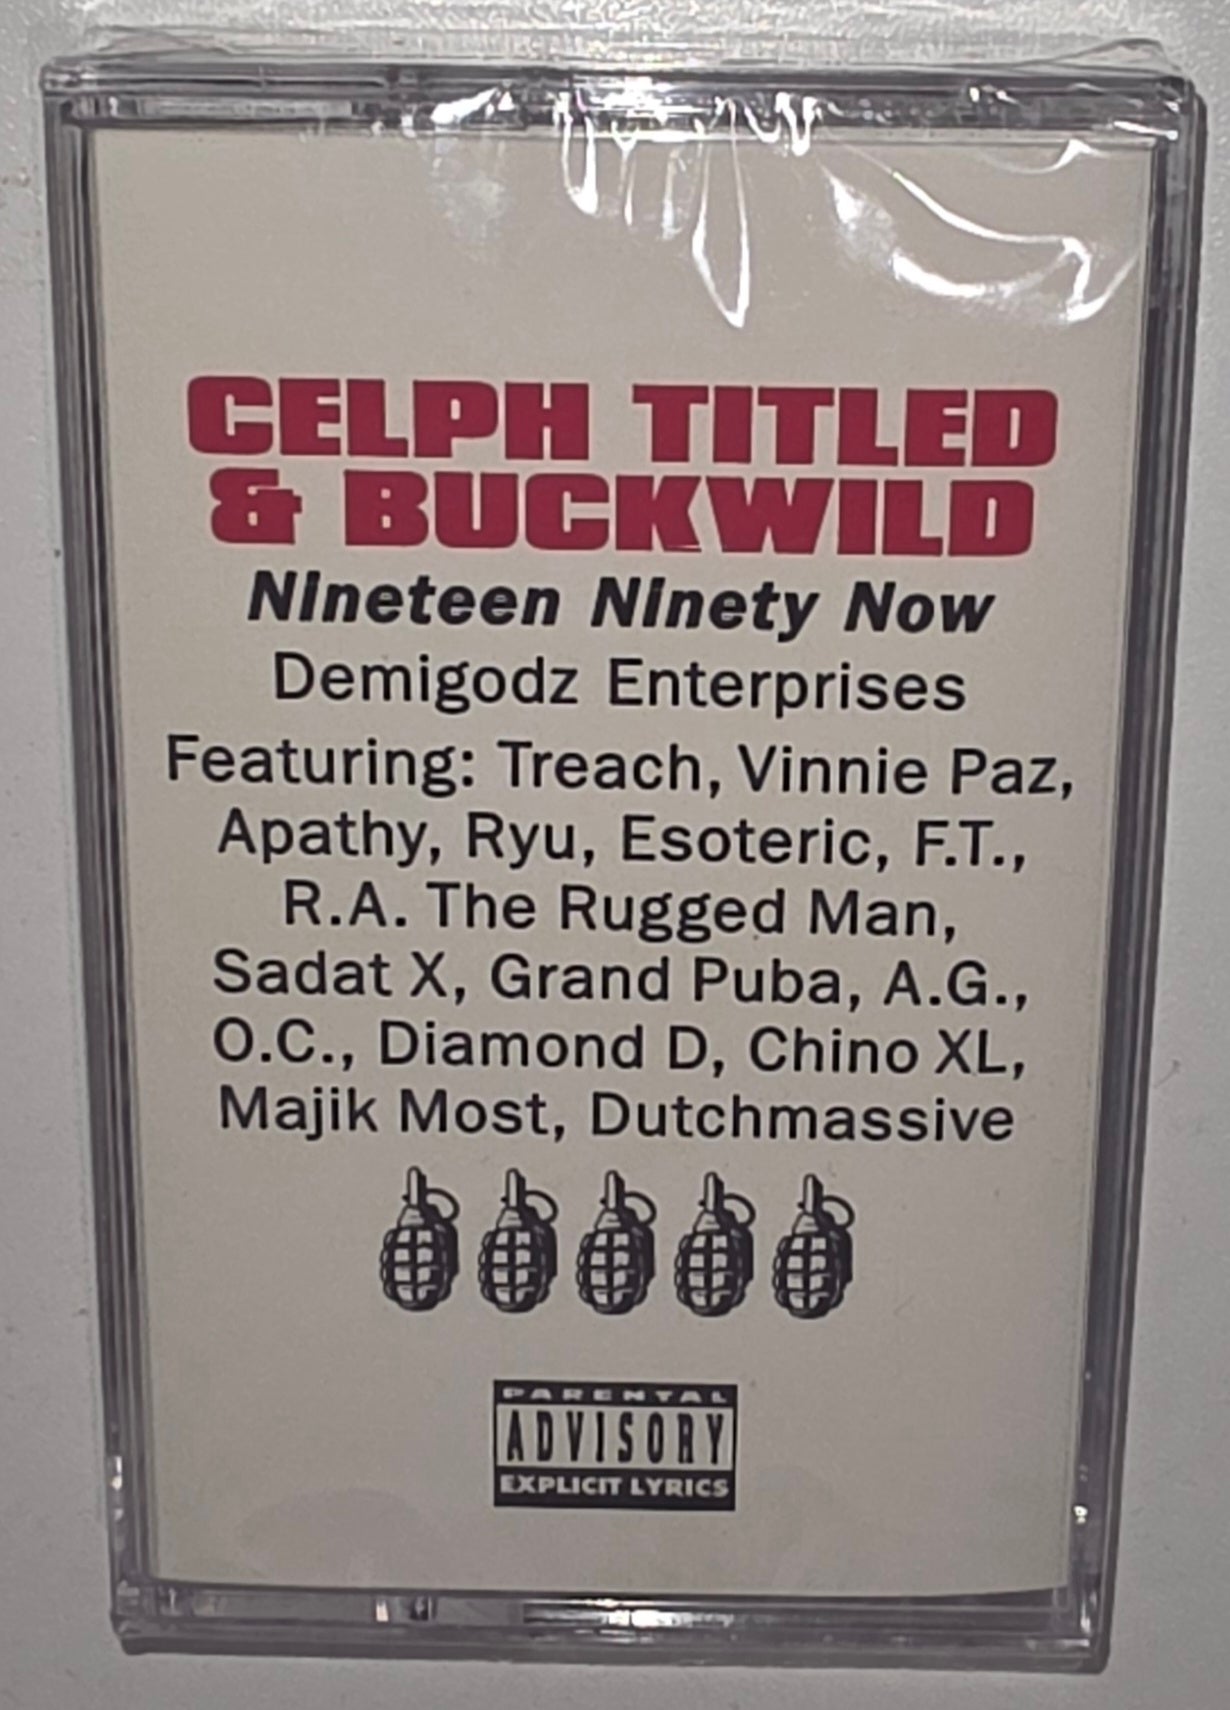 CELPH TITLED
& BUCKWILD
Nineteen Ninety Now
Demigodz Enterprises
Featuring: Treach, Vinnie Paz,
Apathy, Ryu, Esoteric, F.T.,
R.A. The Rugged Man,
Sadat X, Grand Puba, A.G.,
O.C., Diamond D, Chino XL,
Majik Most, Dutchmassive
PARENTAL
ADVISORY
EXPLICIT LYRICS